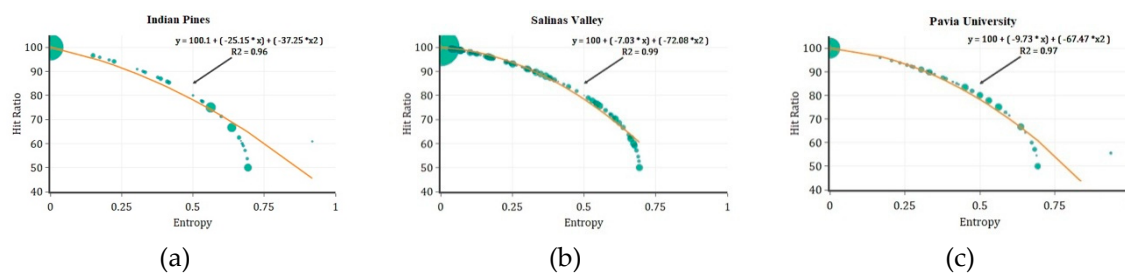 Indian Pines
y = 100.1 + (-25.15 * x) + (-37.25 *x2 )
R2 = 0.96
Hit Ratio
100
90
80
70
60
50
40
0
0.25
0.5
0.75
1
Entropy
(a)
Salinas Valley
y = 100 + ( -7.03 * x ) + ( -72.08 *x2 )
R2 = 0.99
Hit Ratio
100
90
80
70
60
50
40
0
0.25
0.5
0.75
1
Entropy
(b)
Pavia University
y = 100 + ( -9.73 * x ) + ( -67.47 *x2 )
R2 = 0.97
Hit Ratio
100
90
80
70
60
50
40
0
0.25
0.5
0.75
Entropy
(c)